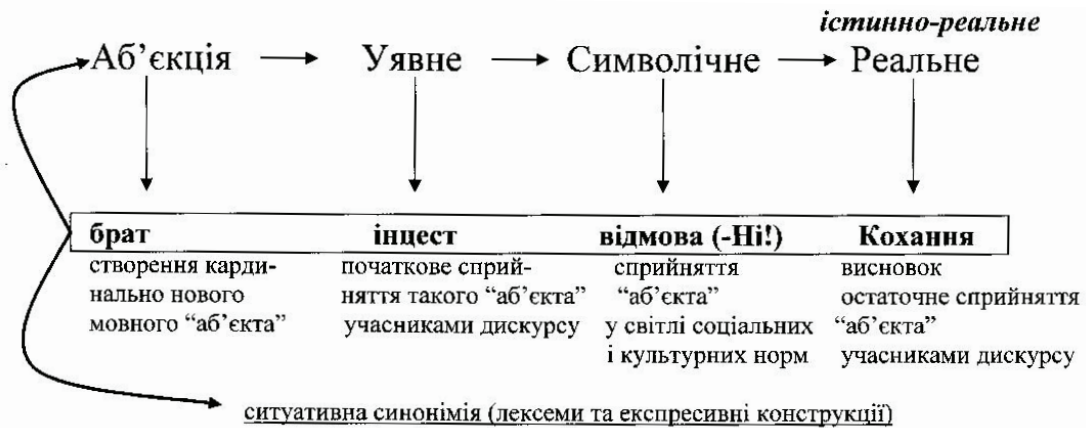 істинно-реальне
Аб’єкція Уявне Символічне Реальне
брат інцест відмова (-Ні!) Кохання
створення карди- початкове сприй- сприйняття висновок
нально нового няття такого “аб’єкта” “аб’єкта” остаточне сприйняття
мовного “аб’єкта” учасниками дискурсу у світлі соціальних “аб’єкта”
і культурних норм учасниками дискурсу
ситуативна синонімія (лексеми та експресивні конструкції)